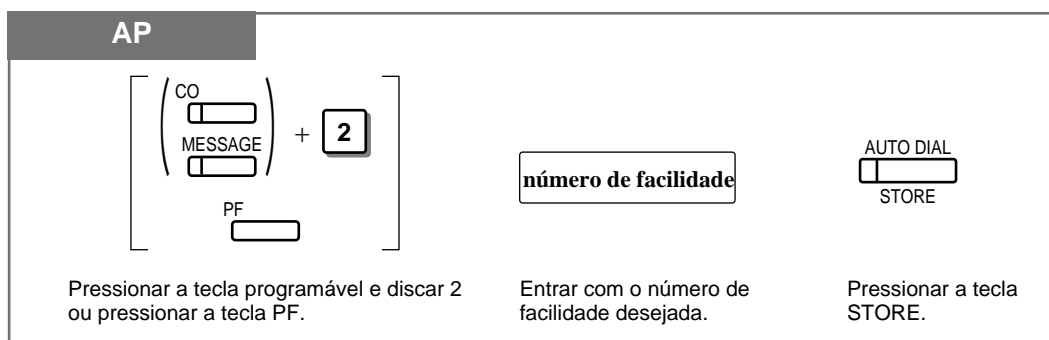 AP
CO
MESSAGE
+
2
PF
número de facilidade
AUTO DIAL
STORE
Pressionar a tecla programável e discar 2
ou pressionar a tecla PF.
Entrar com o número de
facilidade desejada.
Pressionar a tecla
STORE.